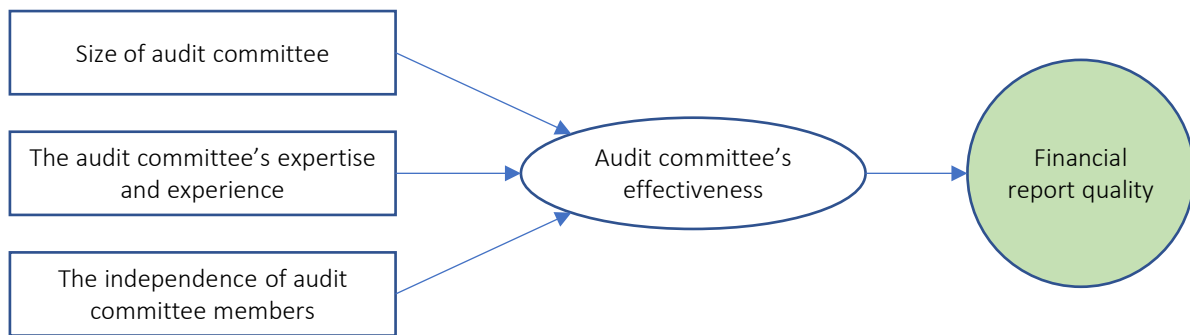 Size of audit committee
The audit committee’s expertise
and experience
The independence of audit
committee members
Audit committee’s
effectiveness
Financial
report quality